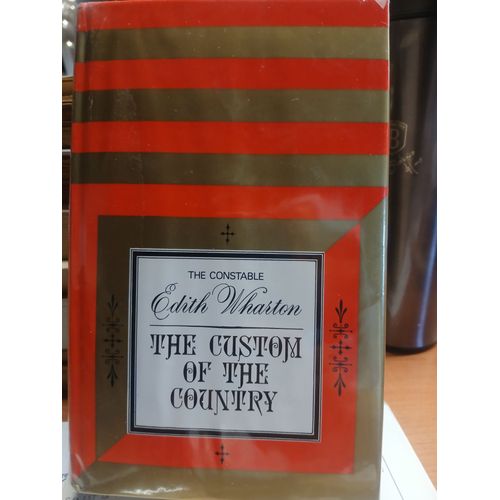 THE CONSTABLE
Edith Wharton
THE CUSTOM
OF THE
COUNTRY